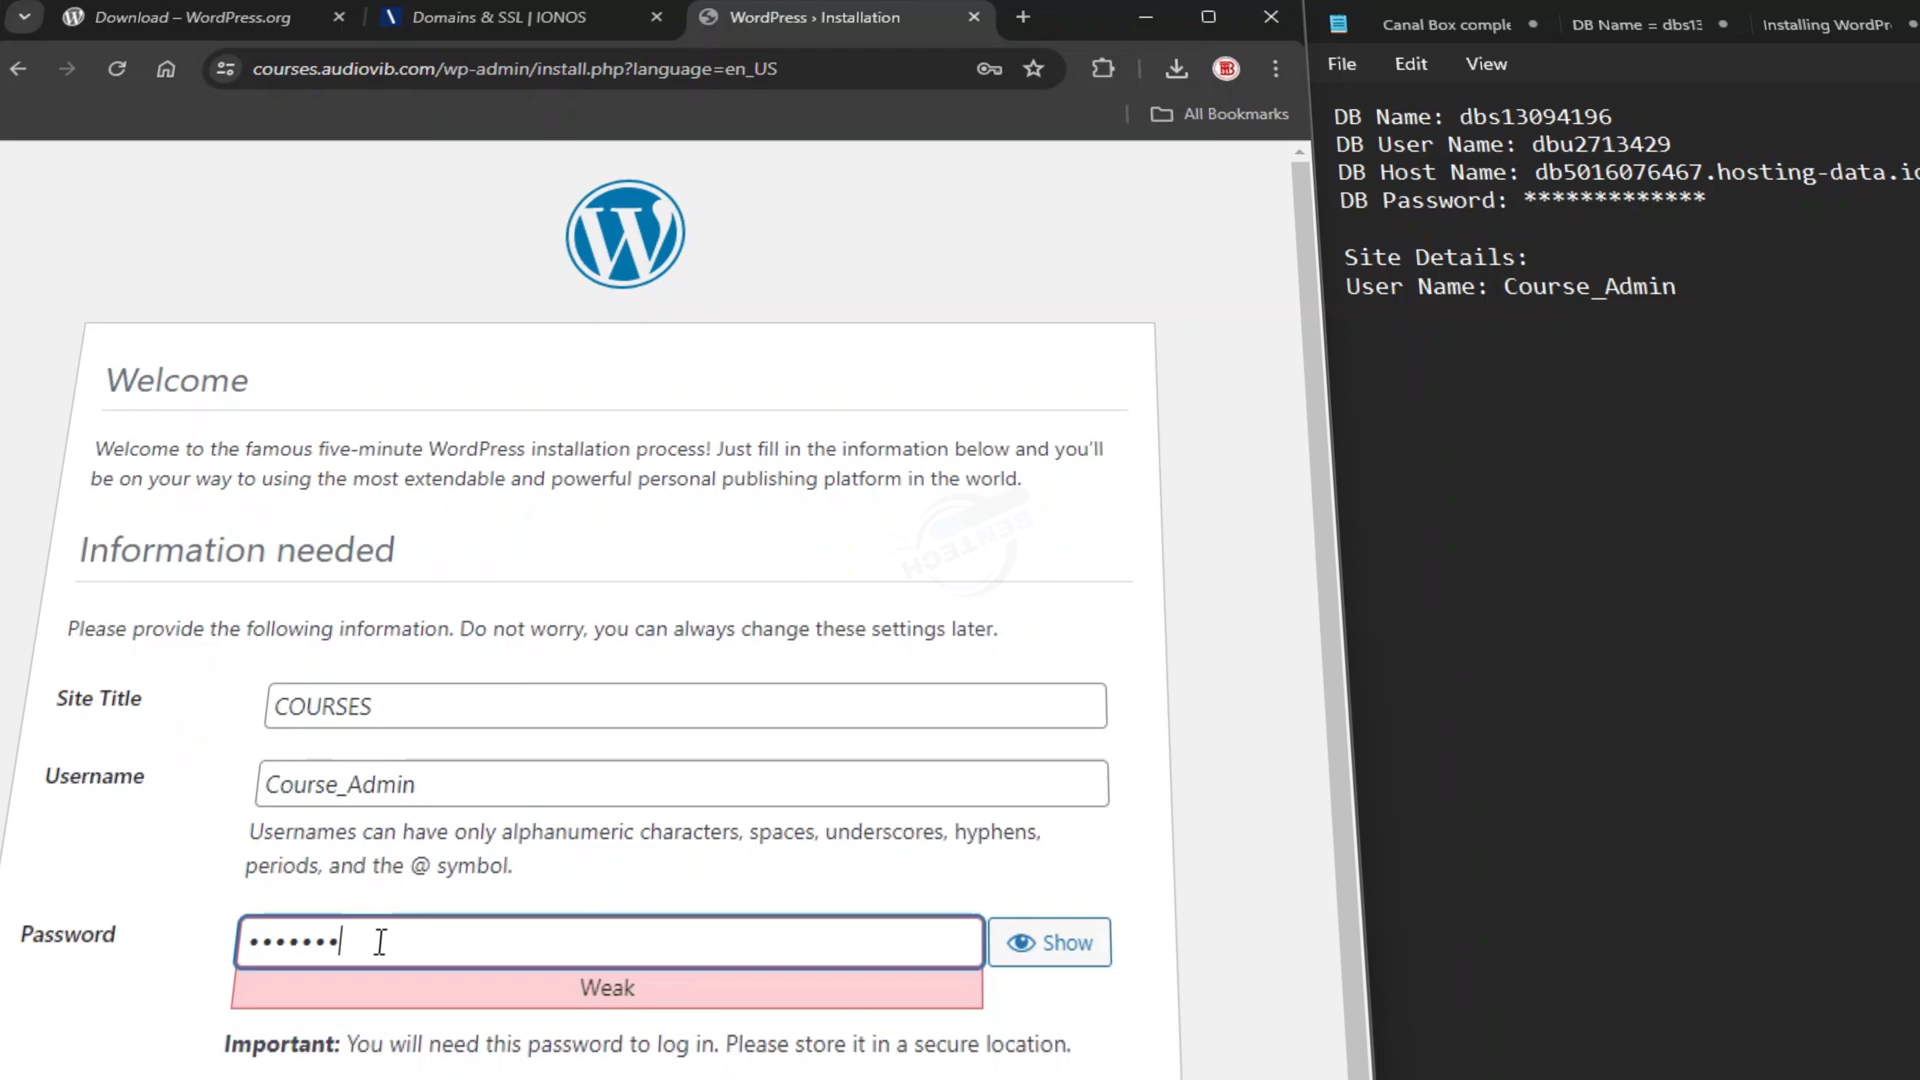 Download – WordPress.org
Domains & SSL | IONOS
WordPress › Installation
courses.audiovib.com/wp-admin/install.php?language=en_US
All Bookmarks
Welcome
Welcome to the famous five-minute WordPress installation process! Just fill in the information below and you'll
be on your way to using the most extendable and powerful personal publishing platform in the world.
Information needed
Please provide the following information. Do not worry, you can always change these settings later.
Site Title
COURSES
Username
Course_Admin
Usernames can have only alphanumeric characters, spaces, underscores, hyphens,
periods, and the @ symbol.
Password
•••••••
Show
Weak
Important: You will need this password to log in. Please store it in a secure location.
BENTECH
Canal Box comple
DB Name = dbs13
Installing WordPr
File
Edit
View
DB Name: dbs13094196
DB User Name: dbu2713429
DB Host Name: db5016076467.hosting-data.io
DB Password: *************
Site Details:
User Name: Course_Admin